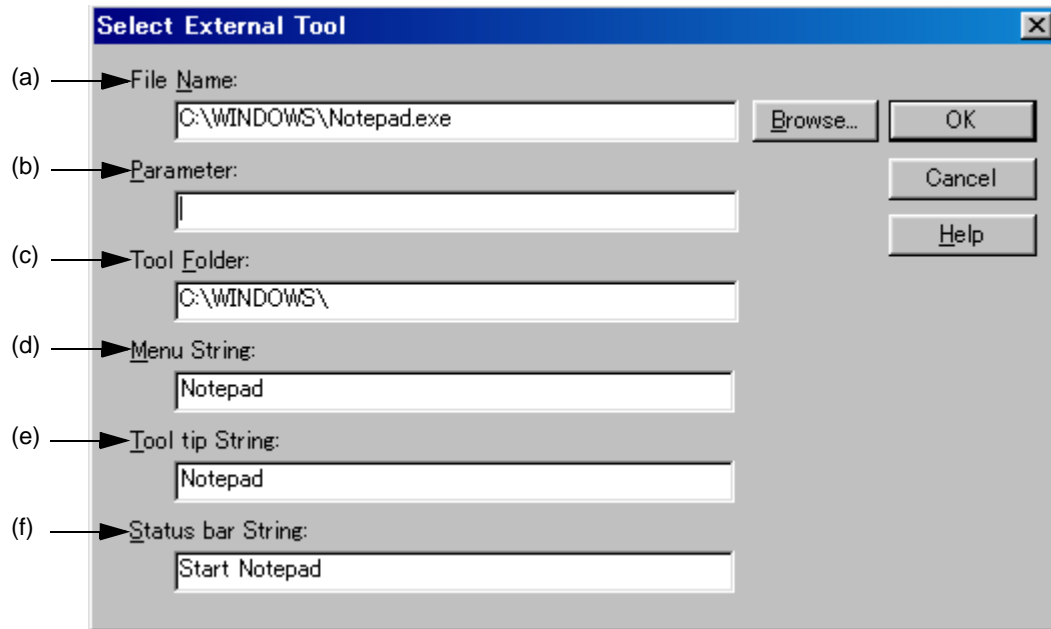 Select External Tool
(a) File Name:
C:\WINDOWS\Notepad.exe Browse... OK
(b) Parameter: Cancel
Help
(c) Tool Folder:
C:\WINDOWS\
(d) Menu String:
Notepad
(e) Tool tip String:
Notepad
(f) Status bar String:
Start Notepad